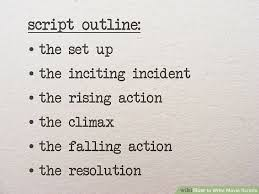 script outline:
• the set up
• the inciting incident
• the rising action
• the climax
• the falling action
• the resolution
wikiHow to Write Movie Scripts